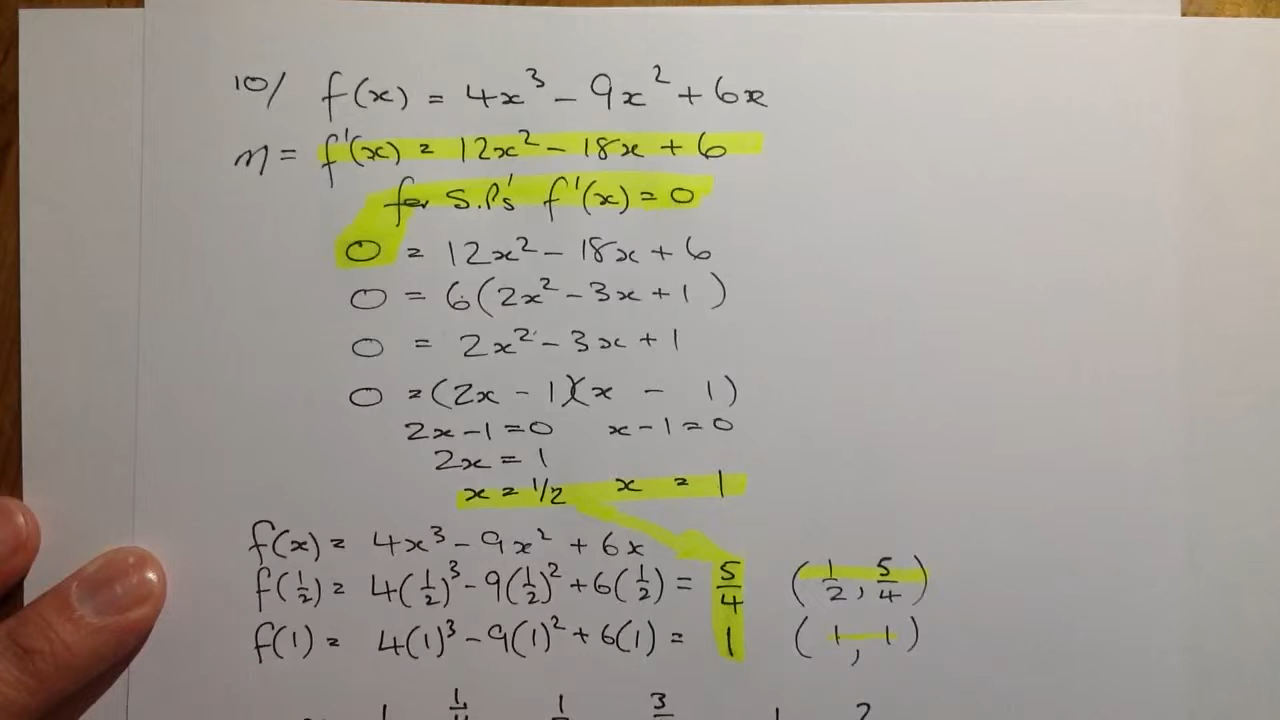 10/ f(x) = 4x³ - 9x² + 6x
m = f'(x) = 12x² - 18x + 6
for S.P's' f'(x) = 0
0 = 12x² - 18x + 6
0 = 6(2x² - 3x + 1)
0 = 2x² - 3x + 1
0 = (2x - 1)(x - 1)
2x - 1 = 0 x - 1 = 0
2x = 1
x = 1/2 x = 1
f(x) = 4x³ - 9x² + 6x
f(1/2) = 4(1/2)³ - 9(1/2)² + 6(1/2) = 5/4 (1/2, 5/4)
f(1) = 4(1)³ - 9(1)² + 6(1) = 1 (1, 1)